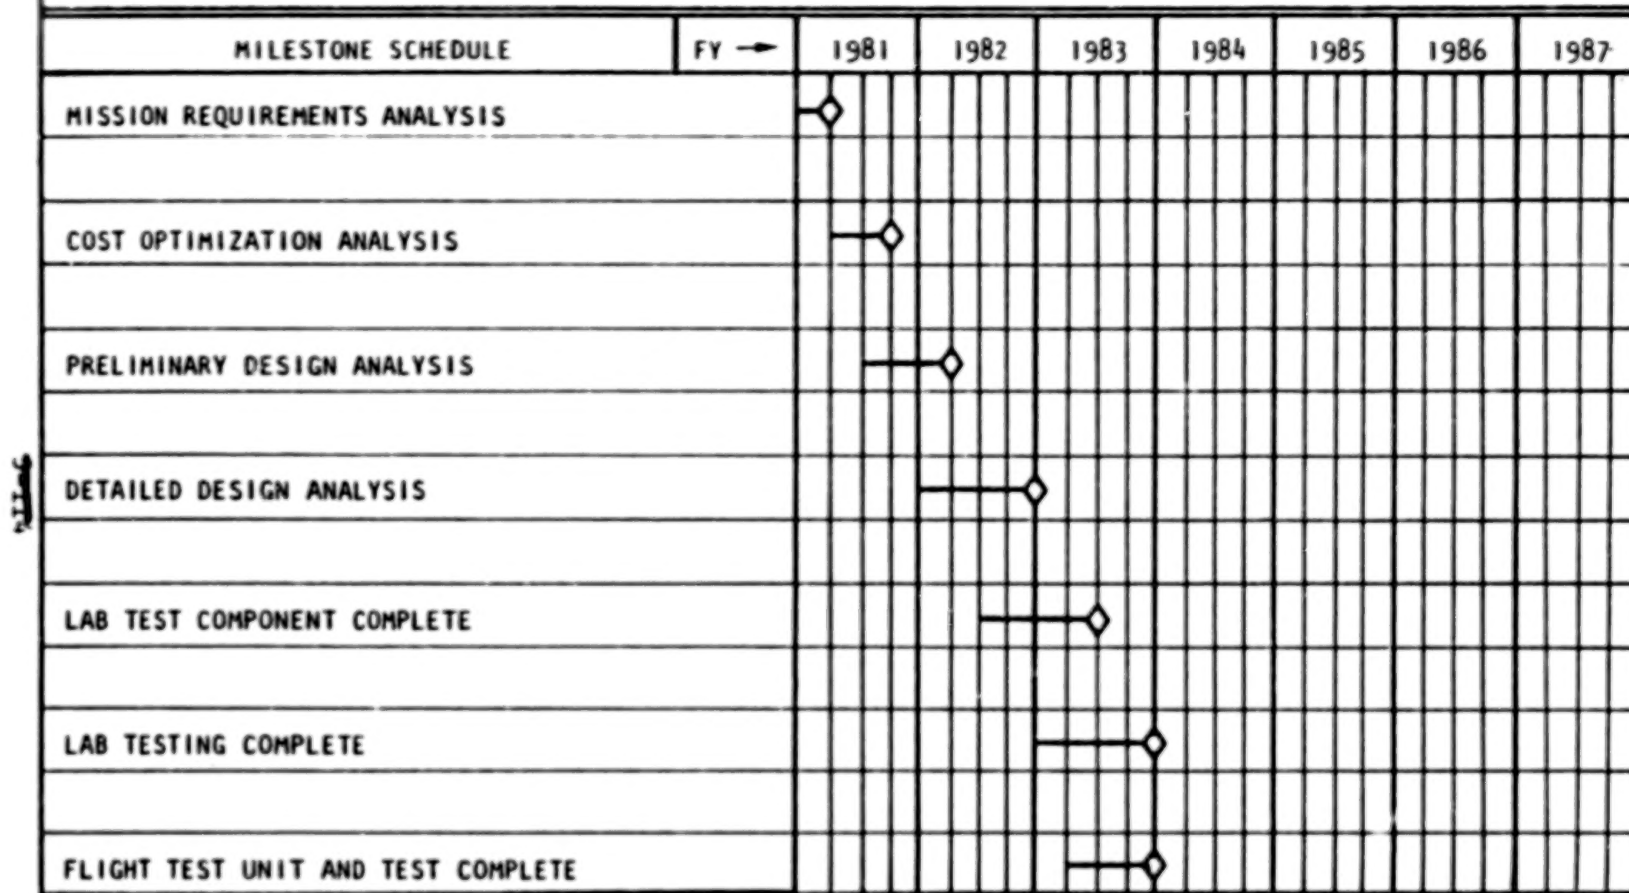 MILESTONE SCHEDULE FY → 1981 1982 1983 1984 1985 1986 1987
MISSION REQUIREMENTS ANALYSIS
COST OPTIMIZATION ANALYSIS
PRELIMINARY DESIGN ANALYSIS
DETAILED DESIGN ANALYSIS
LAB TEST COMPONENT COMPLETE
LAB TESTING COMPLETE
FLIGHT TEST UNIT AND TEST COMPLETE